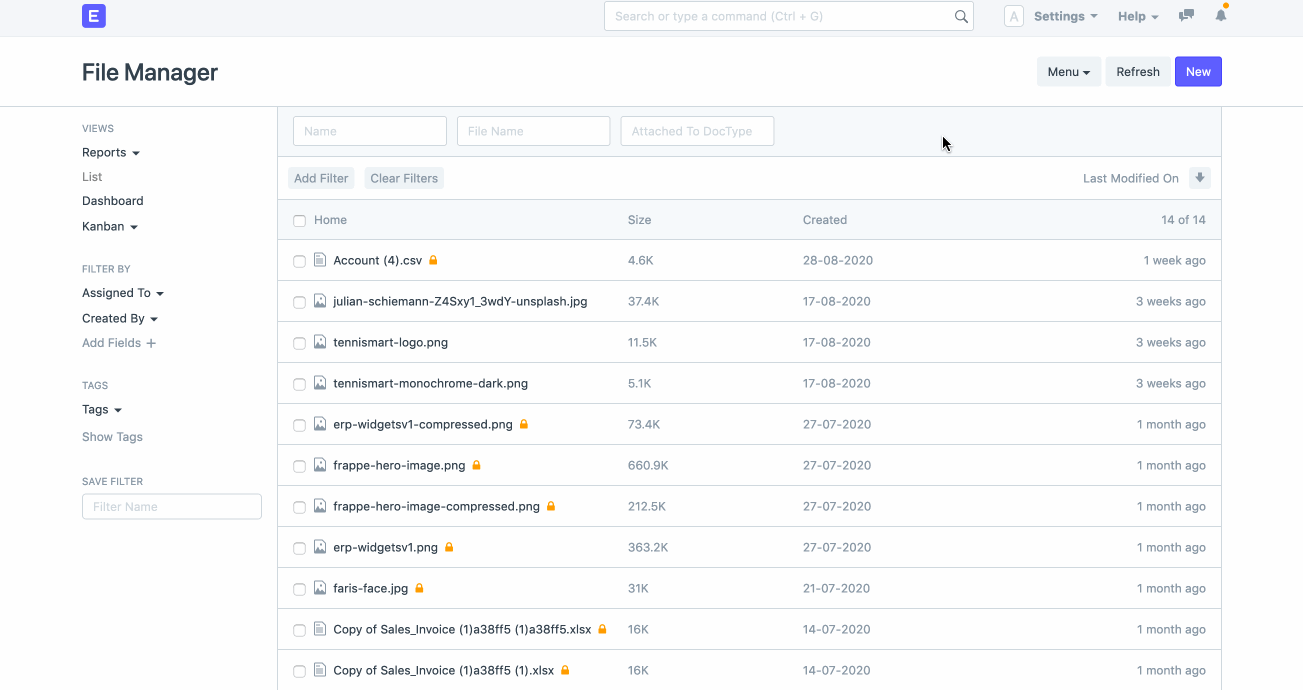 E
Search or type a command (Ctrl + G)
A
Settings
Help
File Manager
Menu
Refresh
New
VIEWS
Reports
List
Dashboard
Kanban
FILTER BY
Assigned To
Created By
Add Fields
TAGS
Tags
Show Tags
SAVE FILTER
Filter Name
Name
File Name
Attached To DocType
Add Filter
Clear Filters
Last Modified On
Home Size Created 14 of 14
Account (4).csv 4.6K 28-08-2020 1 week ago
julian-schiemann-Z4Sxy1_3wdY-unsplash.jpg 37.4K 17-08-2020 3 weeks ago
tennismart-logo.png 11.5K 17-08-2020 3 weeks ago
tennismart-monochrome-dark.png 5.1K 17-08-2020 3 weeks ago
erp-widgetsv1-compressed.png 73.4K 27-07-2020 1 month ago
frappe-hero-image.png 660.9K 27-07-2020 1 month ago
frappe-hero-image-compressed.png 212.5K 27-07-2020 1 month ago
erp-widgetsv1.png 363.2K 27-07-2020 1 month ago
faris-face.jpg 31K 21-07-2020 1 month ago
Copy of Sales_Invoice (1)a38ff5 (1)a38ff5.xlsx 16K 14-07-2020 1 month ago
Copy of Sales_Invoice (1)a38ff5 (1).xlsx 16K 14-07-2020 1 month ago